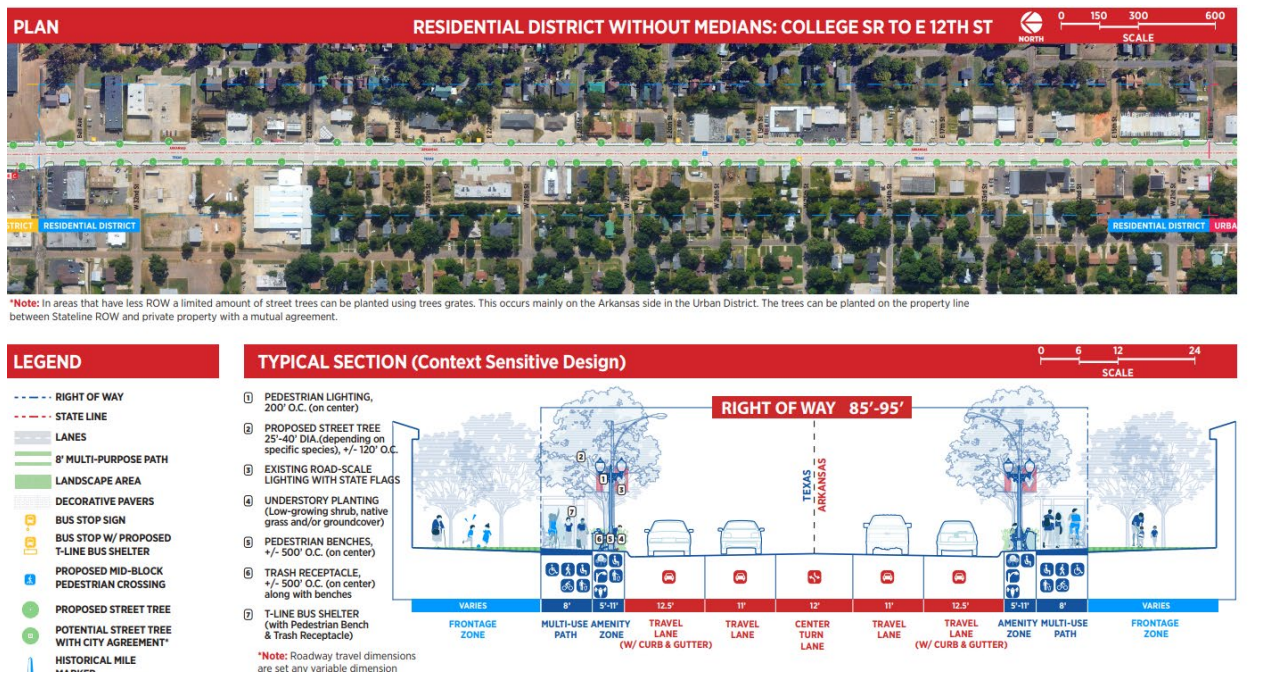 PLAN
RESIDENTIAL DISTRICT WITHOUT MEDIANS: COLLEGE SR TO E 12TH ST
NORTH
0 150 300 600
SCALE
ARKANSAS
TEXAS
TRICT
RESIDENTIAL DISTRICT
RESIDENTIAL DISTRICT
URBA
*Note: In areas that have less ROW a limited amount of street trees can be planted using trees grates. This occurs mainly on the Arkansas side in the Urban District. The trees can be planted on the property line
between Stateline ROW and private property with a mutual agreement.
LEGEND
RIGHT OF WAY
STATE LINE
LANES
8' MULTI-PURPOSE PATH
LANDSCAPE AREA
DECORATIVE PAVERS
BUS STOP SIGN
BUS STOP W/ PROPOSED
T-LINE BUS SHELTER
PROPOSED MID-BLOCK
PEDESTRIAN CROSSING
PROPOSED STREET TREE
POTENTIAL STREET TREE
WITH CITY AGREEMENT*
HISTORICAL MILE
TYPICAL SECTION (Context Sensitive Design)
0 6 12 24
SCALE
1 PEDESTRIAN LIGHTING,
200' O.C. (on center)
2 PROPOSED STREET TREE
25'-40' DIA.(depending on
specific species), +/- 120' O.C.
3 EXISTING ROAD-SCALE
LIGHTING WITH STATE FLAGS
4 UNDERSTORY PLANTING
(Low-growing shrub, native
grass and/or groundcover)
5 PEDESTRIAN BENCHES,
+/- 500' O.C. (on center)
6 TRASH RECEPTACLE,
+/- 500' O.C. (on center)
along with benches
7 T-LINE BUS SHELTER
(with Pedestrian Bench
& Trash Receptacle)
*Note: Roadway travel dimensions
are set any variable dimension
RIGHT OF WAY 85'-95'
TEXAS
ARKANSAS
2
1
3
7
6 5 4
VARIES 8' 5'-11' 12.5' 11' 12' 11' 12.5' 5'-11' 8' VARIES
FRONTAGE
ZONE
MULTI-USE
PATH
AMENITY
ZONE
TRAVEL
LANE
(W/ CURB & GUTTER)
TRAVEL
LANE
CENTER
TURN
LANE
TRAVEL
LANE
TRAVEL
LANE
(W/ CURB & GUTTER)
AMENITY
ZONE
MULTI-USE
PATH
FRONTAGE
ZONE